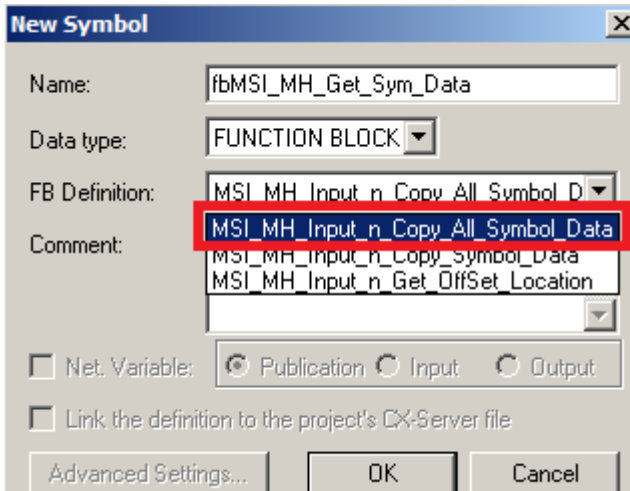 New Symbol
Name: fbMSI_MH_Get_Sym_Data
Data type: FUNCTION BLOCK
FB Definition: MSI_MH_Input_n_Copy_All_Symbol_D
MSI_MH_Input_n_Copy_All_Symbol_Data
Comment: MSI_MH_Input_n_Copy_Symbol_Data
MSI_MH_Input_n_Get_OffSet_Location
Net. Variable: Publication Input Output
Link the definition to the project's CX-Server file
Advanced Settings... OK Cancel